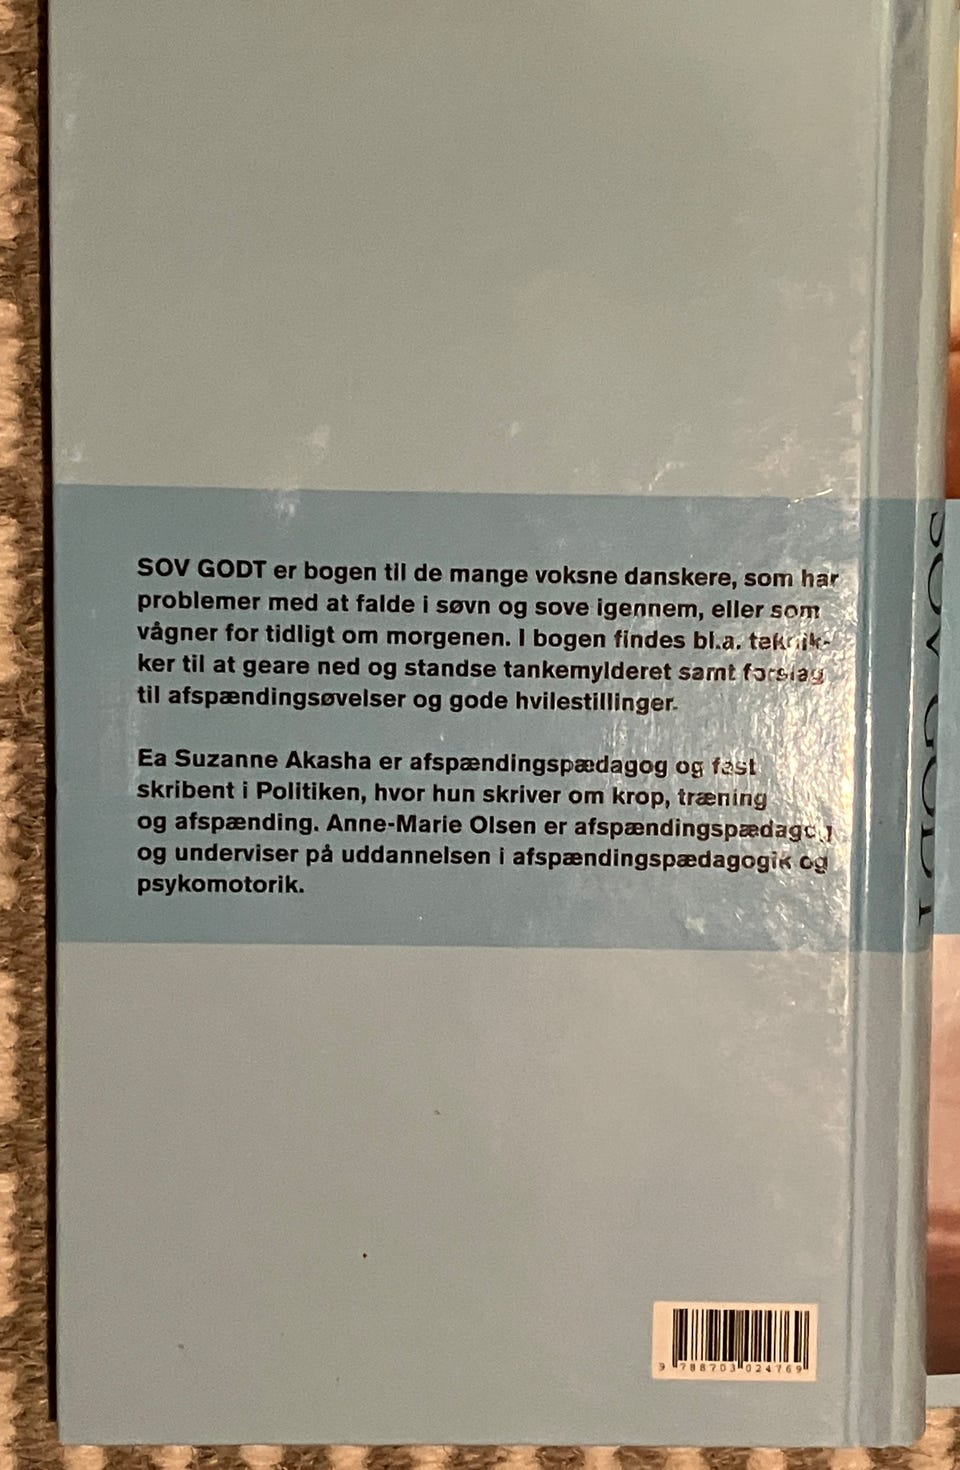 SOV GODT er bogen til de mange voksne danskere, som har
problemer med at falde i søvn og sove igennem, eller som
vågner for tidligt om morgenen. I bogen findes bl.a. teknik-
ker til at geare ned og standse tankemylderet samt forslag
til afspændingsøvelser og gode hvilestillinger.
Ea Suzanne Akasha er afspændingspædagog og fast
skribent i Politiken, hvor hun skriver om krop, træning
og afspænding. Anne-Marie Olsen er afspændingspædagog
og underviser på uddannelsen i afspændingspædagogik og
psykomotorik.
SOV GODT
9 788703 024769